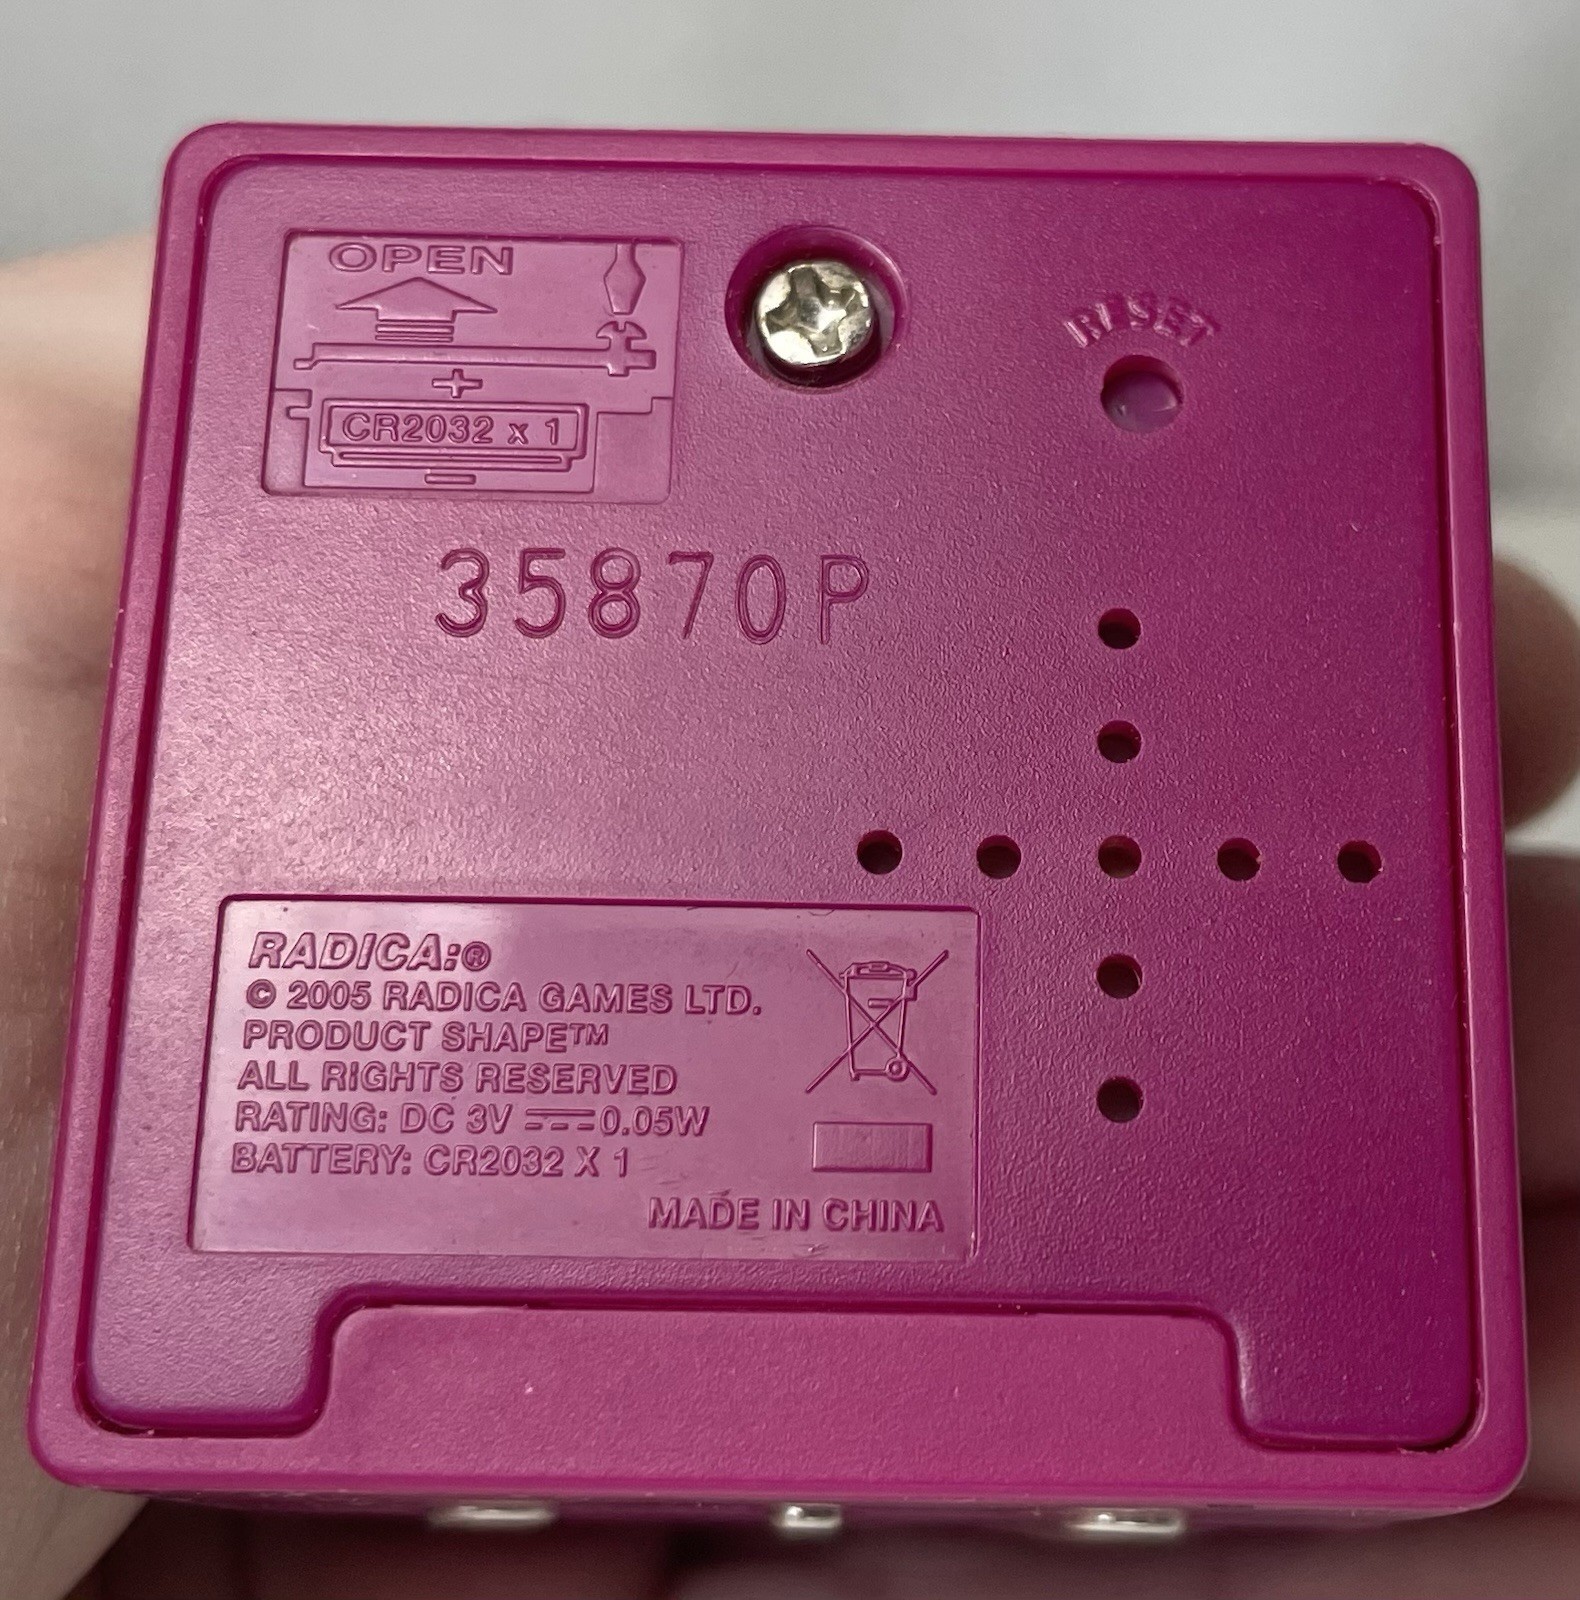 OPEN
+
CR2032 x 1
−
RESET
35870P
RADICA:®
© 2005 RADICA GAMES LTD.
PRODUCT SHAPE™
ALL RIGHTS RESERVED
RATING: DC 3V ⎓ 0.05W
BATTERY: CR2032 X 1
MADE IN CHINA